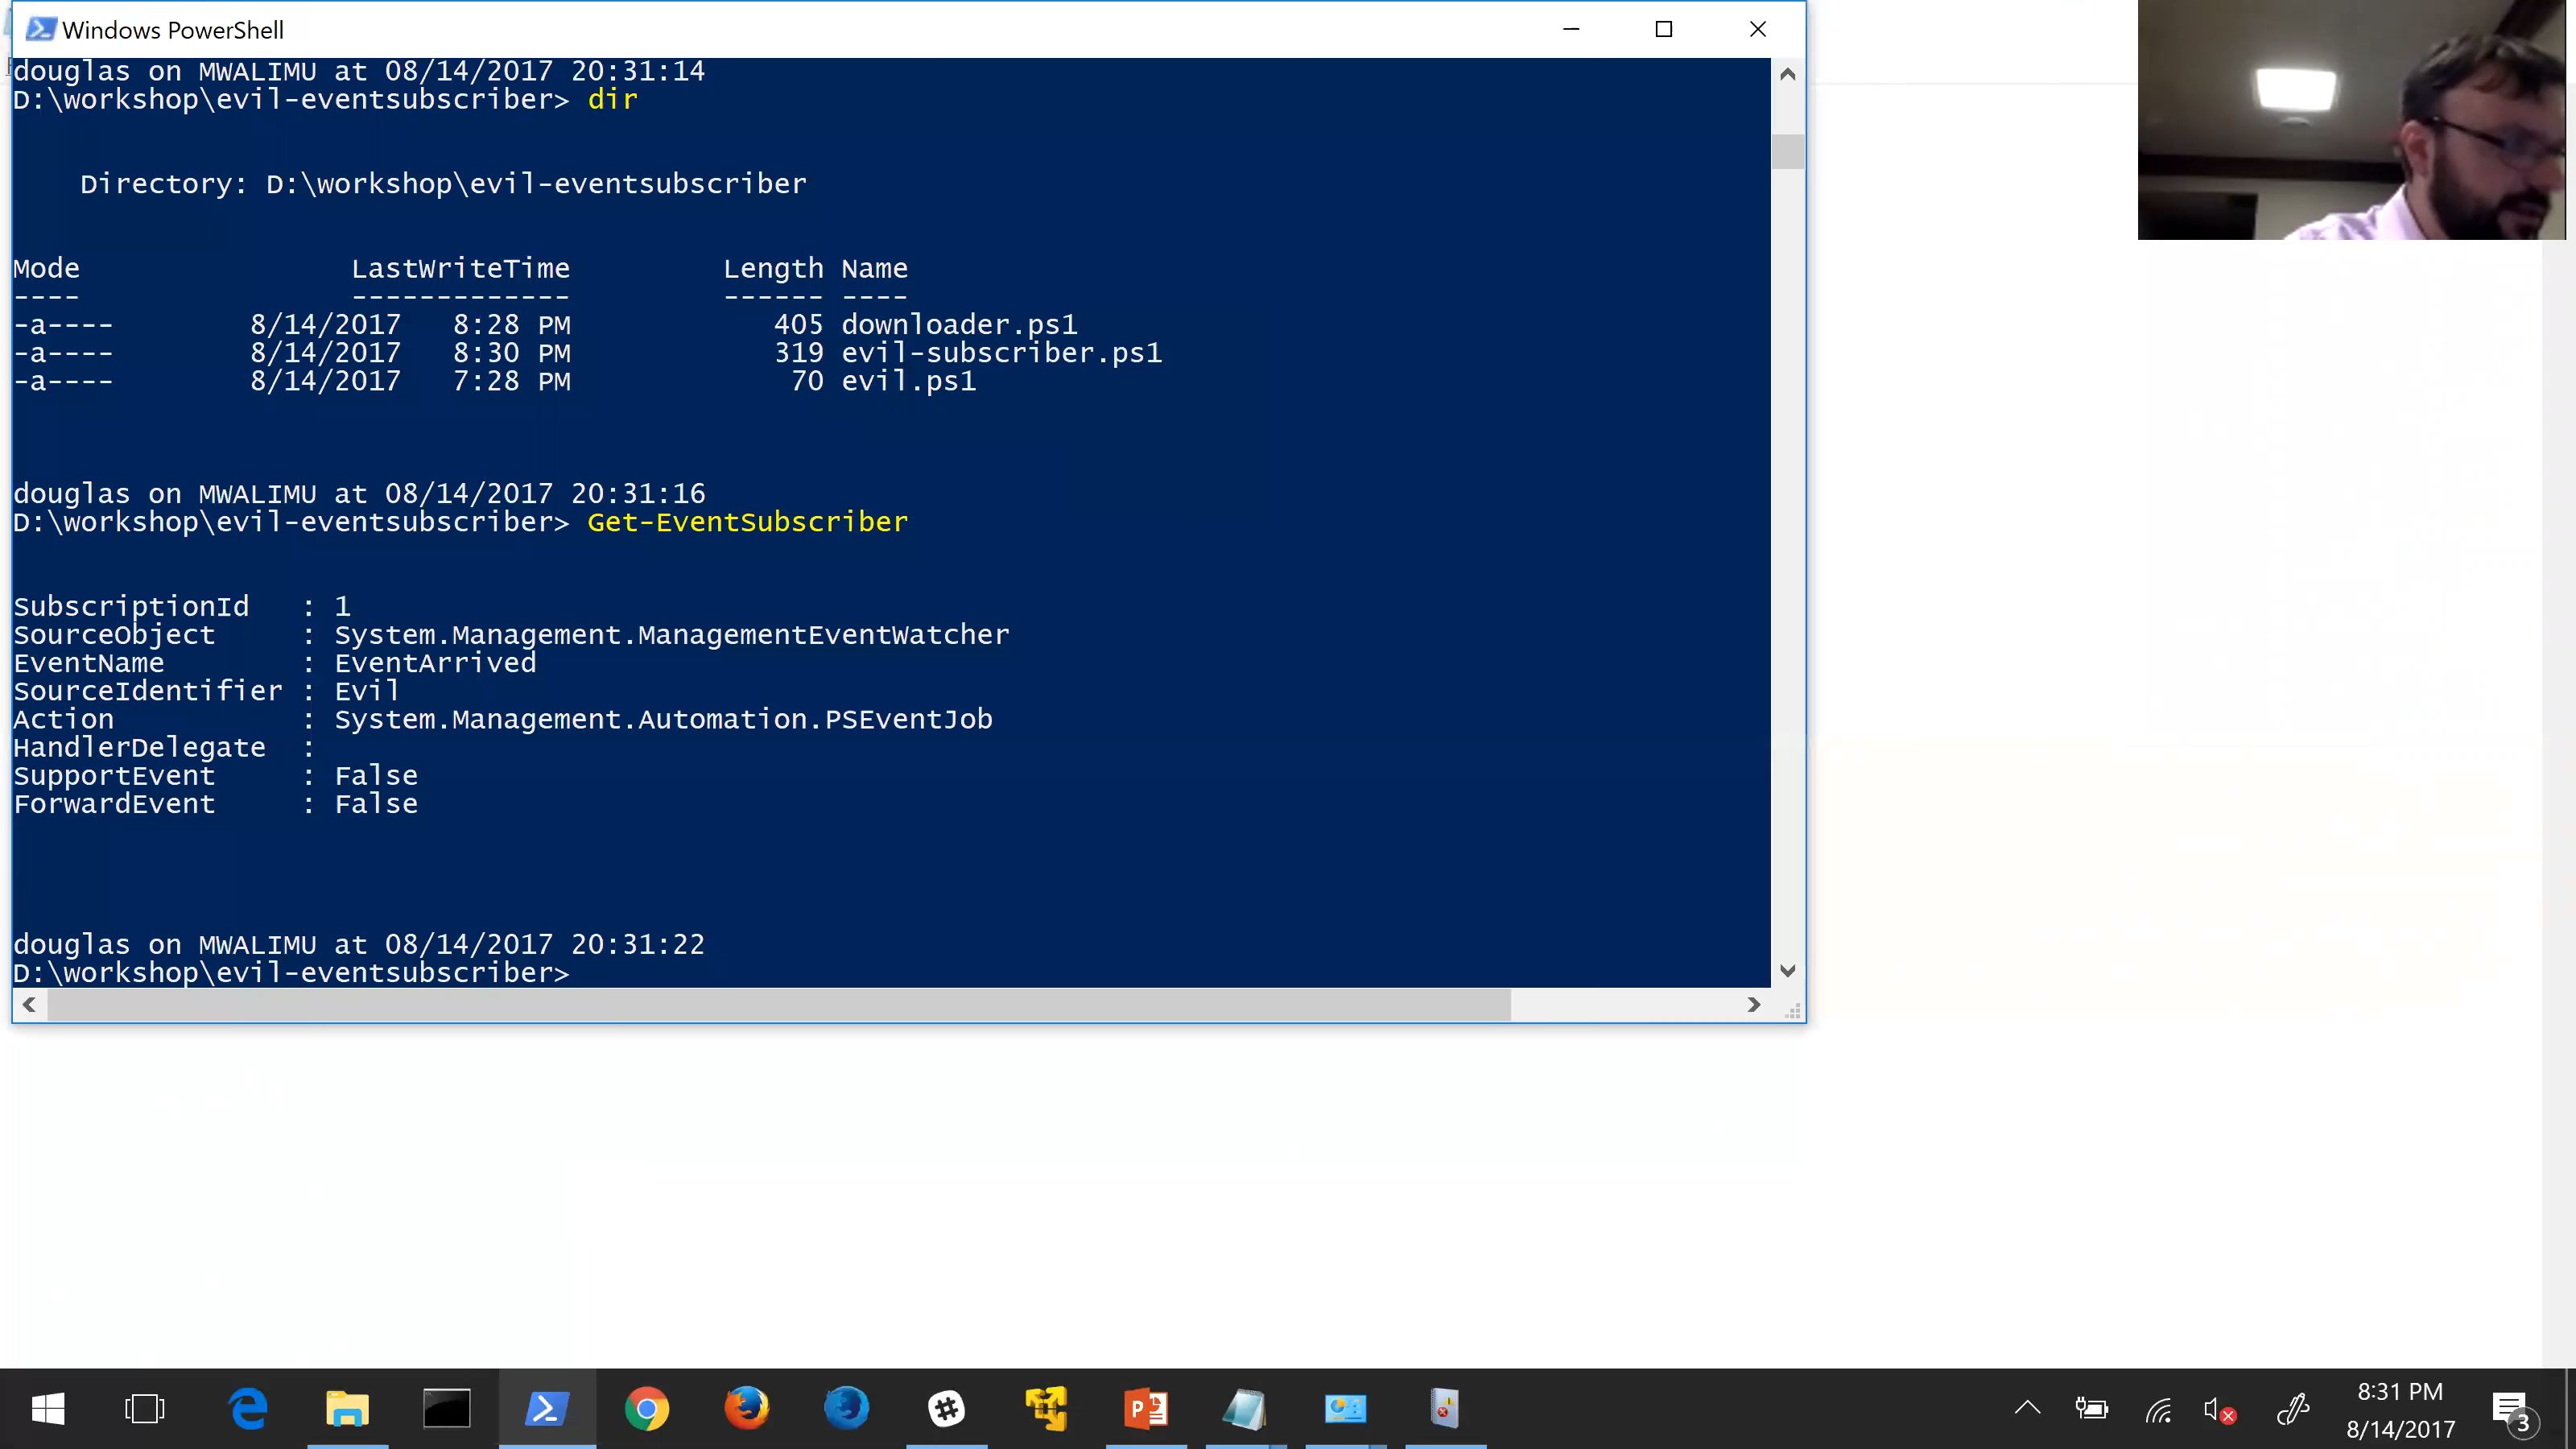 Windows PowerShell
douglas on MWALIMU at 08/14/2017 20:31:14
D:\workshop\evil-eventsubscriber> dir
Directory: D:\workshop\evil-eventsubscriber
Mode LastWriteTime Length Name
---- ------------- ------ ----
-a---- 8/14/2017 8:28 PM 405 downloader.ps1
-a---- 8/14/2017 8:30 PM 319 evil-subscriber.ps1
-a---- 8/14/2017 7:28 PM 70 evil.ps1
douglas on MWALIMU at 08/14/2017 20:31:16
D:\workshop\evil-eventsubscriber> Get-EventSubscriber
SubscriptionId : 1
SourceObject : System.Management.ManagementEventWatcher
EventName : EventArrived
SourceIdentifier : Evil
Action : System.Management.Automation.PSEventJob
HandlerDelegate :
SupportEvent : False
ForwardEvent : False
douglas on MWALIMU at 08/14/2017 20:31:22
D:\workshop\evil-eventsubscriber>
8:31 PM
8/14/2017
3